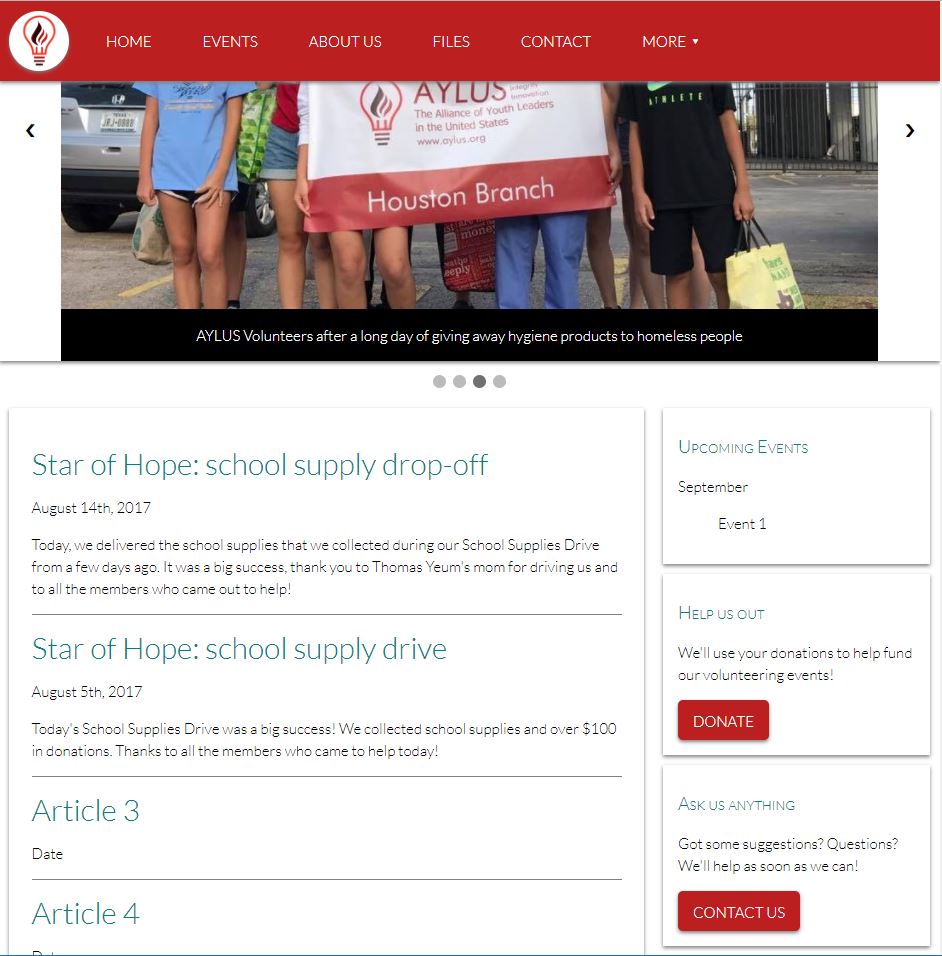 HOME EVENTS ABOUT US FILES CONTACT MORE ▼
TEXAS
AYLUS
Integrity
Innovation
The Alliance of Youth Leaders
in the United States
www.aylus.org
Houston Branch
ATHLETE
money
AYLUS Volunteers after a long day of giving away hygiene products to homeless people
Star of Hope: school supply drop-off
August 14th, 2017
Today, we delivered the school supplies that we collected during our School Supplies Drive
from a few days ago. It was a big success, thank you to Thomas Yeum's mom for driving us and
to all the members who came out to help!
Star of Hope: school supply drive
August 5th, 2017
Today's School Supplies Drive was a big success! We collected school supplies and over $100
in donations. Thanks to all the members who came to help today!
Article 3
Date
Article 4
Upcoming Events
September
Event 1
Help us out
We'll use your donations to help fund
our volunteering events!
DONATE
Ask us anything
Got some suggestions? Questions?
We'll help as soon as we can!
CONTACT US